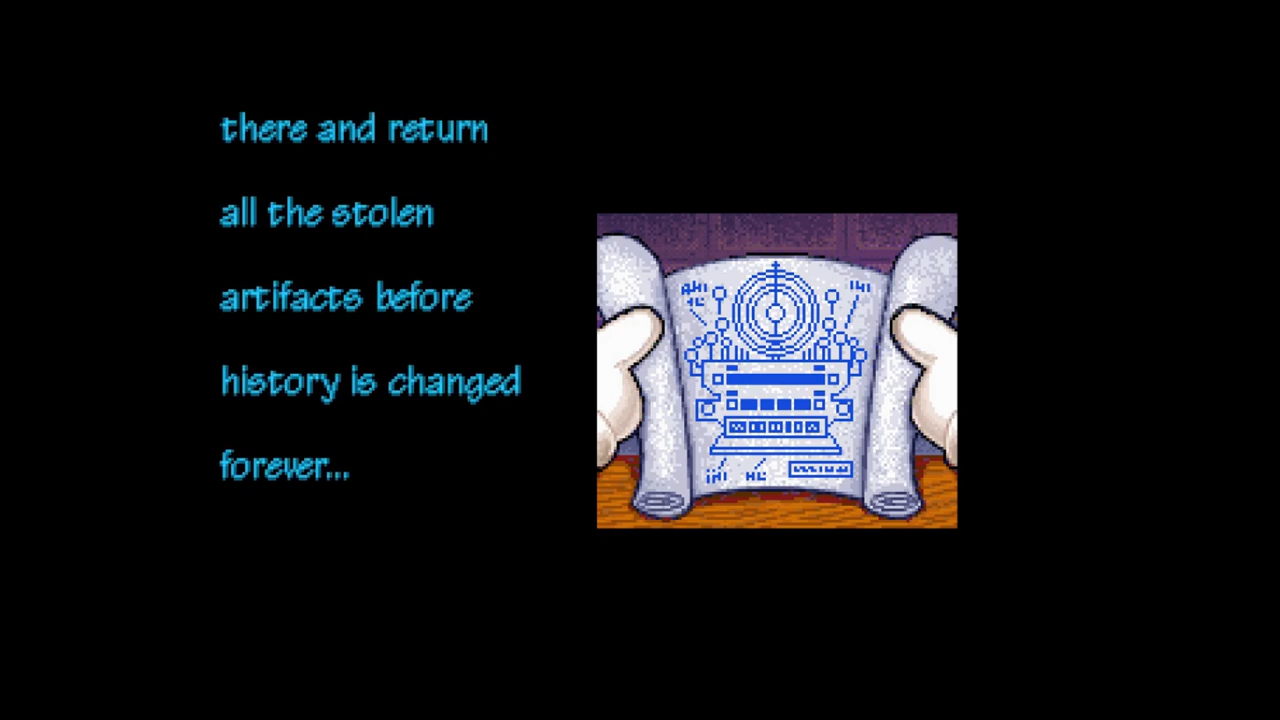 there and return
all the stolen
artifacts before
history is changed
forever...